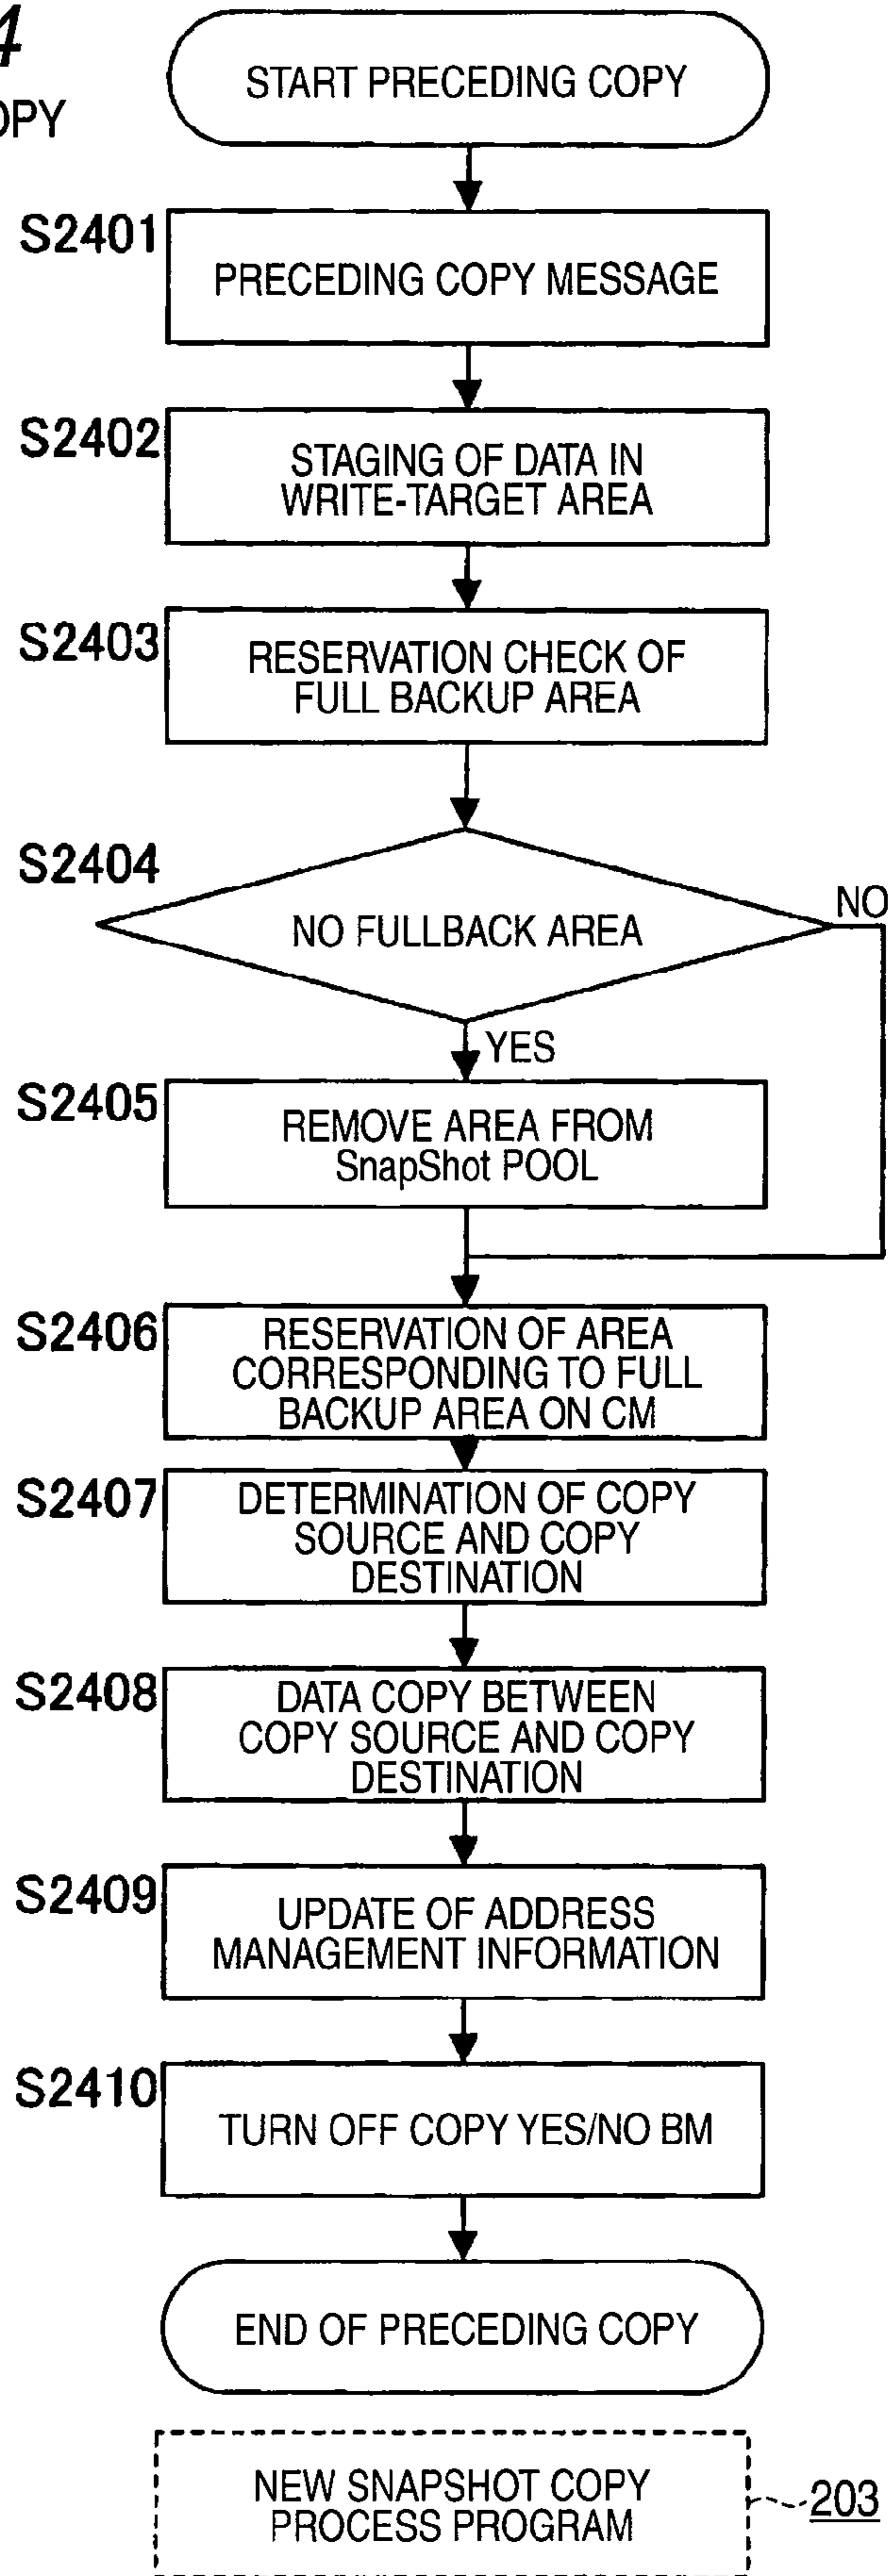 4
OPY
START PRECEDING COPY
S2401
PRECEDING COPY MESSAGE
S2402
STAGING OF DATA IN
WRITE-TARGET AREA
S2403
RESERVATION CHECK OF
FULL BACKUP AREA
S2404
NO FULLBACK AREA
NO
YES
S2405
REMOVE AREA FROM
SnapShot POOL
S2406
RESERVATION OF AREA
CORRESPONDING TO FULL
BACKUP AREA ON CM
S2407
DETERMINATION OF COPY
SOURCE AND COPY
DESTINATION
S2408
DATA COPY BETWEEN
COPY SOURCE AND COPY
DESTINATION
S2409
UPDATE OF ADDRESS
MANAGEMENT INFORMATION
S2410
TURN OFF COPY YES/NO BM
END OF PRECEDING COPY
NEW SNAPSHOT COPY
PROCESS PROGRAM
203